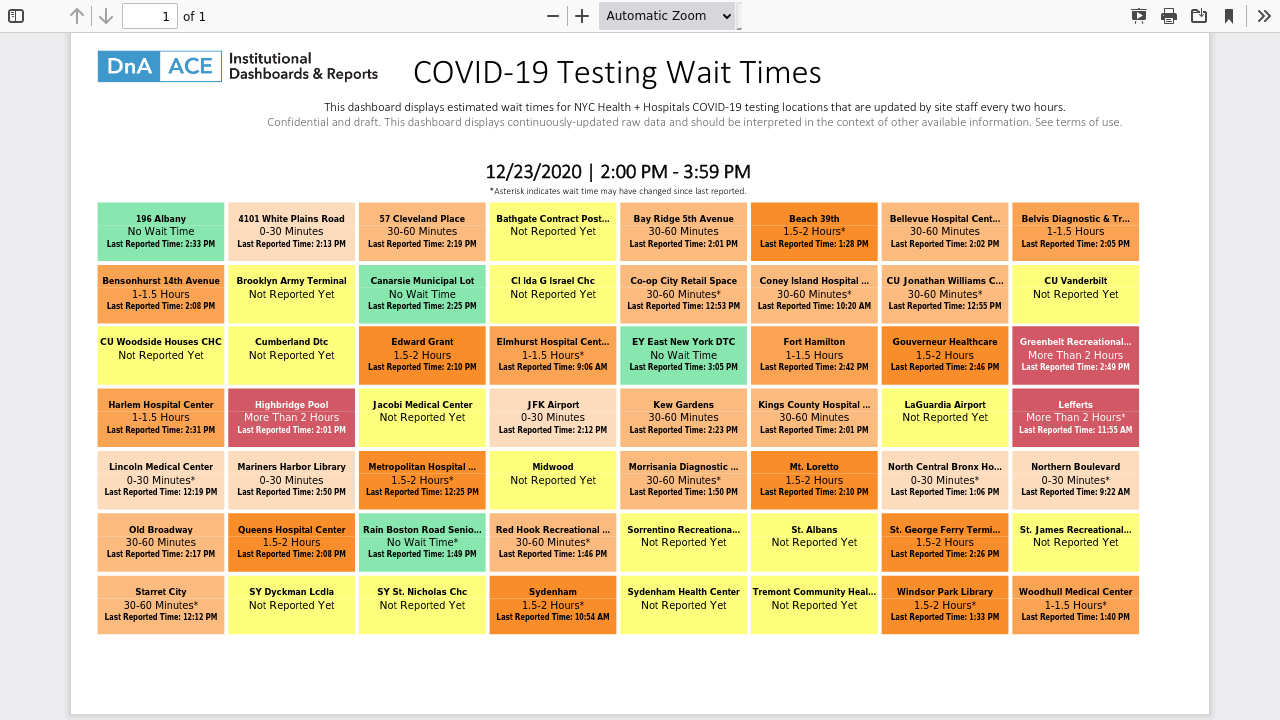 1 of 1 Automatic Zoom
DnA ACE Institutional
Dashboards & Reports
COVID-19 Testing Wait Times
This dashboard displays estimated wait times for NYC Health + Hospitals COVID-19 testing locations that are updated by site staff every two hours.
Confidential and draft. This dashboard displays continuously-updated raw data and should be interpreted in the context of other available information. See terms of use.
12/23/2020 | 2:00 PM - 3:59 PM
*Asterisk indicates wait time may have changed since last reported.
196 Albany
No Wait Time
Last Reported Time: 2:33 PM
4101 White Plains Road
0-30 Minutes
Last Reported Time: 2:13 PM
57 Cleveland Place
30-60 Minutes
Last Reported Time: 2:19 PM
Bathgate Contract Post...
Not Reported Yet
Bay Ridge 5th Avenue
30-60 Minutes
Last Reported Time: 2:01 PM
Beach 39th
1.5-2 Hours*
Last Reported Time: 1:28 PM
Bellevue Hospital Cent...
30-60 Minutes
Last Reported Time: 2:02 PM
Belvis Diagnostic & Tr...
1-1.5 Hours
Last Reported Time: 2:05 PM
Bensonhurst 14th Avenue
1-1.5 Hours
Last Reported Time: 2:08 PM
Brooklyn Army Terminal
Not Reported Yet
Canarsie Municipal Lot
No Wait Time
Last Reported Time: 2:25 PM
CI Ida G Israel Chc
Not Reported Yet
Co-op City Retail Space
30-60 Minutes*
Last Reported Time: 12:53 PM
Coney Island Hospital ...
30-60 Minutes*
Last Reported Time: 10:20 AM
CU Jonathan Williams C...
30-60 Minutes*
Last Reported Time: 12:55 PM
CU Vanderbilt
Not Reported Yet
CU Woodside Houses CHC
Not Reported Yet
Cumberland Dtc
Not Reported Yet
Edward Grant
1.5-2 Hours
Last Reported Time: 2:10 PM
Elmhurst Hospital Cent...
1-1.5 Hours*
Last Reported Time: 9:06 AM
EY East New York DTC
No Wait Time
Last Reported Time: 3:05 PM
Fort Hamilton
1-1.5 Hours
Last Reported Time: 2:42 PM
Gouverneur Healthcare
1.5-2 Hours
Last Reported Time: 2:46 PM
Greenbelt Recreational...
More Than 2 Hours
Last Reported Time: 2:49 PM
Harlem Hospital Center
1-1.5 Hours
Last Reported Time: 2:31 PM
Highbridge Pool
More Than 2 Hours
Last Reported Time: 2:01 PM
Jacobi Medical Center
Not Reported Yet
JFK Airport
0-30 Minutes
Last Reported Time: 2:12 PM
Kew Gardens
30-60 Minutes
Last Reported Time: 2:23 PM
Kings County Hospital ...
30-60 Minutes
Last Reported Time: 2:01 PM
LaGuardia Airport
Not Reported Yet
Lefferts
More Than 2 Hours*
Last Reported Time: 11:55 AM
Lincoln Medical Center
0-30 Minutes*
Last Reported Time: 12:19 PM
Mariners Harbor Library
0-30 Minutes
Last Reported Time: 2:50 PM
Metropolitan Hospital ...
1.5-2 Hours*
Last Reported Time: 12:25 PM
Midwood
Not Reported Yet
Morrisania Diagnostic ...
30-60 Minutes*
Last Reported Time: 1:50 PM
Mt. Loretto
1.5-2 Hours
Last Reported Time: 2:10 PM
North Central Bronx Ho...
0-30 Minutes*
Last Reported Time: 1:06 PM
Northern Boulevard
0-30 Minutes*
Last Reported Time: 9:22 AM
Old Broadway
30-60 Minutes
Last Reported Time: 2:17 PM
Queens Hospital Center
1.5-2 Hours
Last Reported Time: 2:08 PM
Rain Boston Road Senio...
No Wait Time*
Last Reported Time: 1:49 PM
Red Hook Recreational ...
30-60 Minutes*
Last Reported Time: 1:46 PM
Sorrentino Recreationa...
Not Reported Yet
St. Albans
Not Reported Yet
St. George Ferry Termi...
1.5-2 Hours
Last Reported Time: 2:26 PM
St. James Recreational...
Not Reported Yet
Starret City
30-60 Minutes*
Last Reported Time: 12:12 PM
SY Dyckman Lcdla
Not Reported Yet
SY St. Nicholas Chc
Not Reported Yet
Sydenham
1.5-2 Hours*
Last Reported Time: 10:54 AM
Sydenham Health Center
Not Reported Yet
Tremont Community Heal...
Not Reported Yet
Windsor Park Library
1.5-2 Hours*
Last Reported Time: 1:33 PM
Woodhull Medical Center
1-1.5 Hours*
Last Reported Time: 1:40 PM